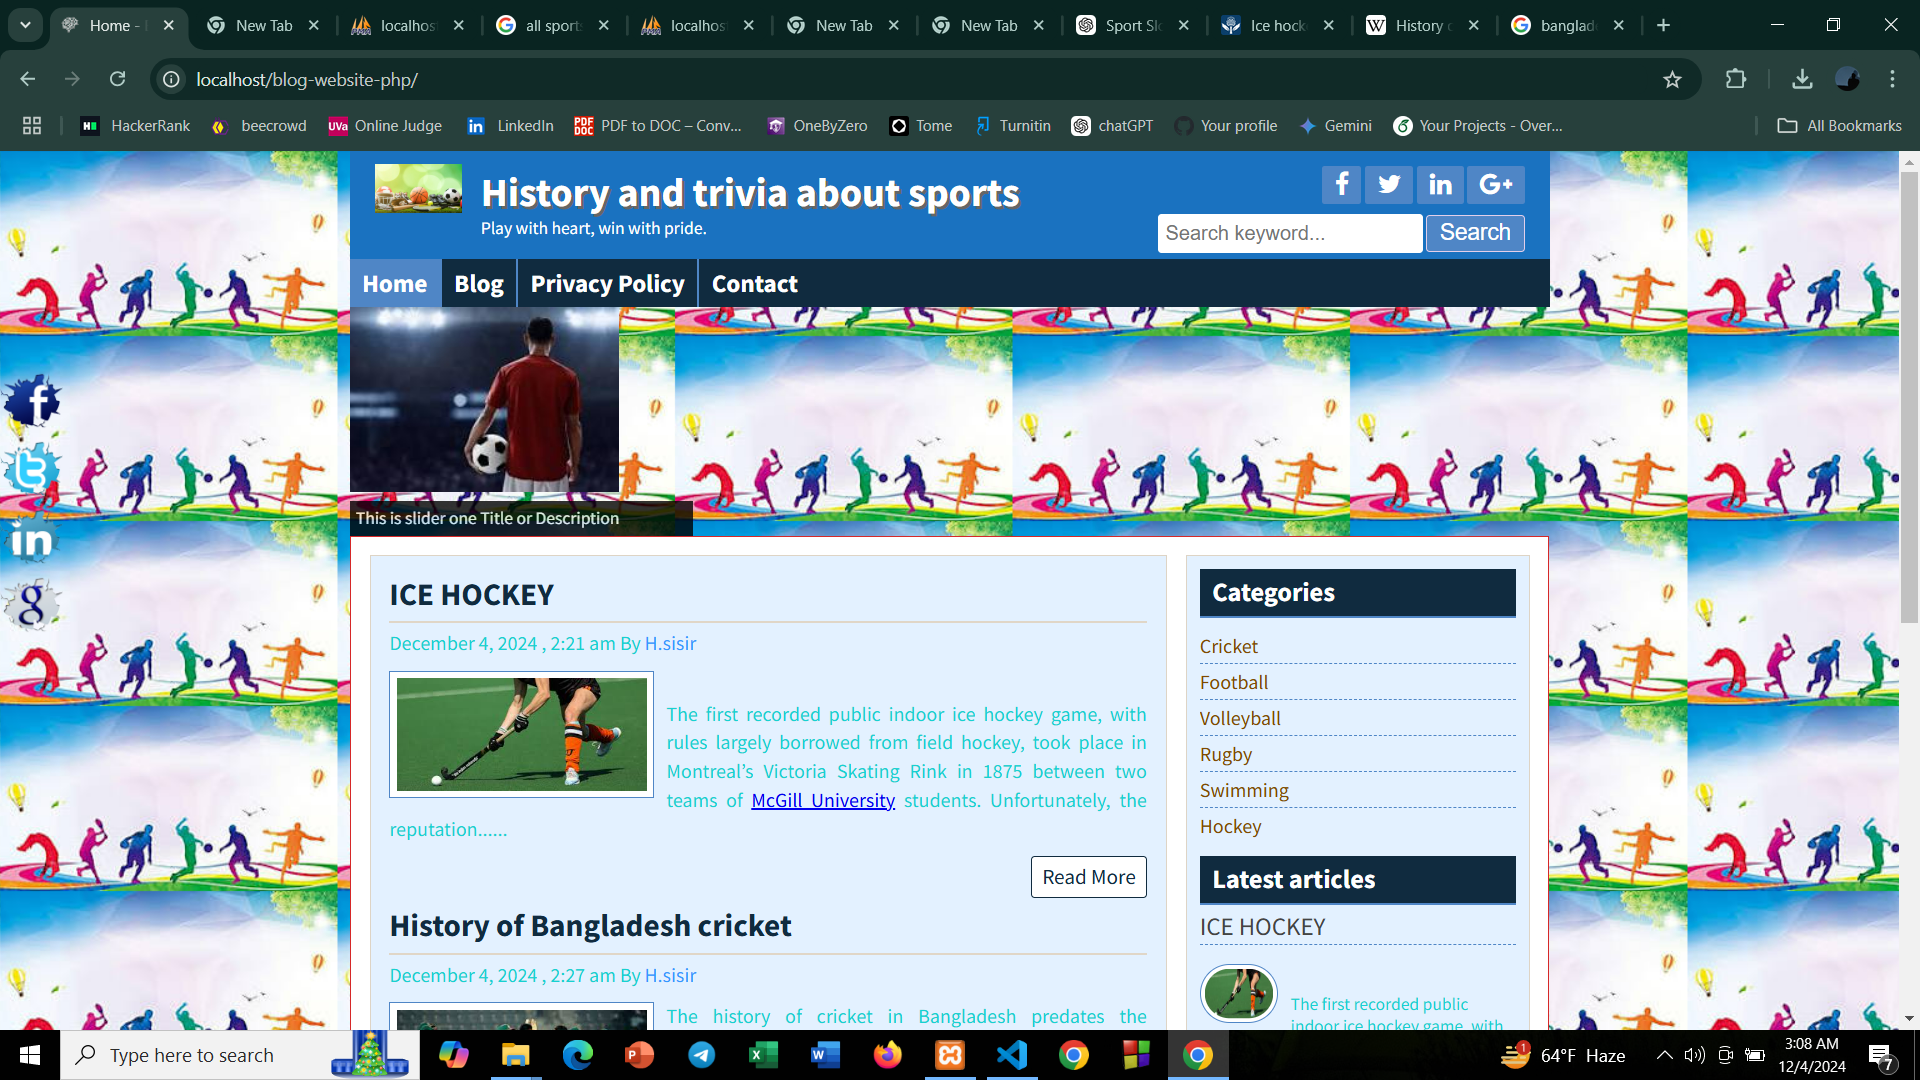 Home -
New Tab
localhos
all sport
localhos
New Tab
New Tab
Sport Slo
Ice hock
History o
banglad
localhost/blog-website-php/
HackerRank
beecrowd
UVa Online Judge
LinkedIn
PDF DOC PDF to DOC – Conv...
OneByZero
Tome
Turnitin
chatGPT
Your profile
Gemini
Your Projects - Over...
All Bookmarks
History and trivia about sports
Play with heart, win with pride.
Search keyword...
Search
Home
Blog
Privacy Policy
Contact
This is slider one Title or Description
ICE HOCKEY
December 4, 2024 , 2:21 am By H.sisir
The first recorded public indoor ice hockey game, with
rules largely borrowed from field hockey, took place in
Montreal’s Victoria Skating Rink in 1875 between two
teams of McGill University students. Unfortunately, the
reputation......
Read More
History of Bangladesh cricket
December 4, 2024 , 2:27 am By H.sisir
The history of cricket in Bangladesh predates the
Categories
Cricket
Football
Volleyball
Rugby
Swimming
Hockey
Latest articles
ICE HOCKEY
The first recorded public
indoor ice hockey game, with
Type here to search
1
64°F Haze
3:08 AM
12/4/2024
7